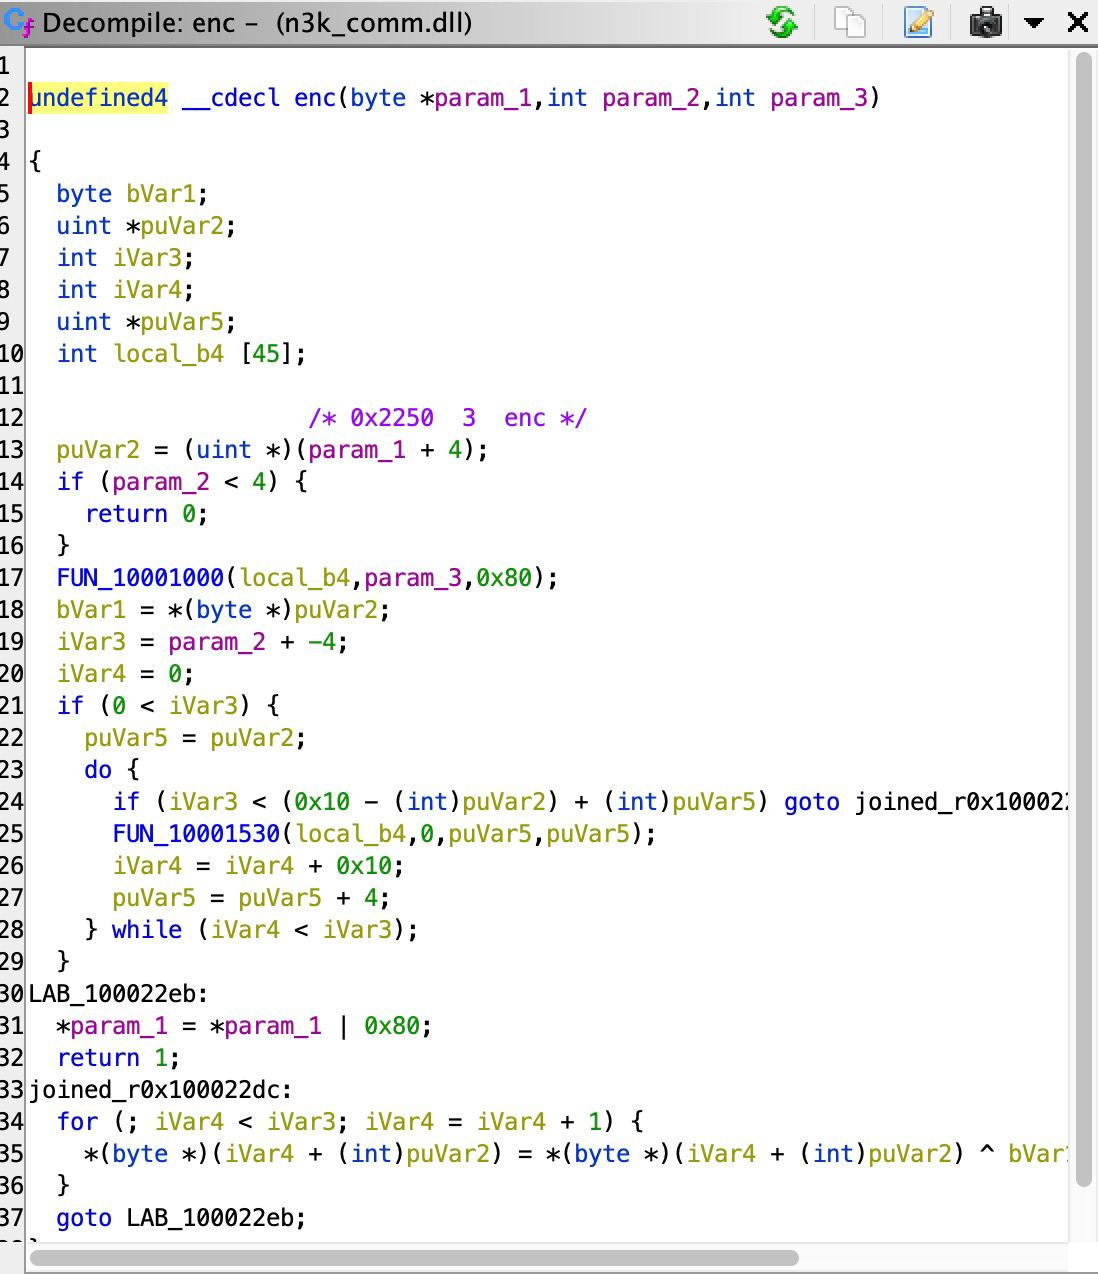 Decompile: enc – (n3k_comm.dll)
1
2 undefined4 __cdecl enc(byte *param_1,int param_2,int param_3)
3
4 {
5 byte bVar1;
6 uint *puVar2;
7 int iVar3;
8 int iVar4;
9 uint *puVar5;
10 int local_b4 [45];
11
12 /* 0x2250 3 enc */
13 puVar2 = (uint *)(param_1 + 4);
14 if (param_2 < 4) {
15 return 0;
16 }
17 FUN_10001000(local_b4,param_3,0x80);
18 bVar1 = *(byte *)puVar2;
19 iVar3 = param_2 + -4;
20 iVar4 = 0;
21 if (0 < iVar3) {
22 puVar5 = puVar2;
23 do {
24 if (iVar3 < (0x10 - (int)puVar2) + (int)puVar5) goto joined_r0x10002
25 FUN_10001530(local_b4,0,puVar5,puVar5);
26 iVar4 = iVar4 + 0x10;
27 puVar5 = puVar5 + 4;
28 } while (iVar4 < iVar3);
29 }
30 LAB_100022eb:
31 *param_1 = *param_1 | 0x80;
32 return 1;
33 joined_r0x100022dc:
34 for (; iVar4 < iVar3; iVar4 = iVar4 + 1) {
35 *(byte *)(iVar4 + (int)puVar2) = *(byte *)(iVar4 + (int)puVar2) ^ bVar
36 }
37 goto LAB_100022eb;